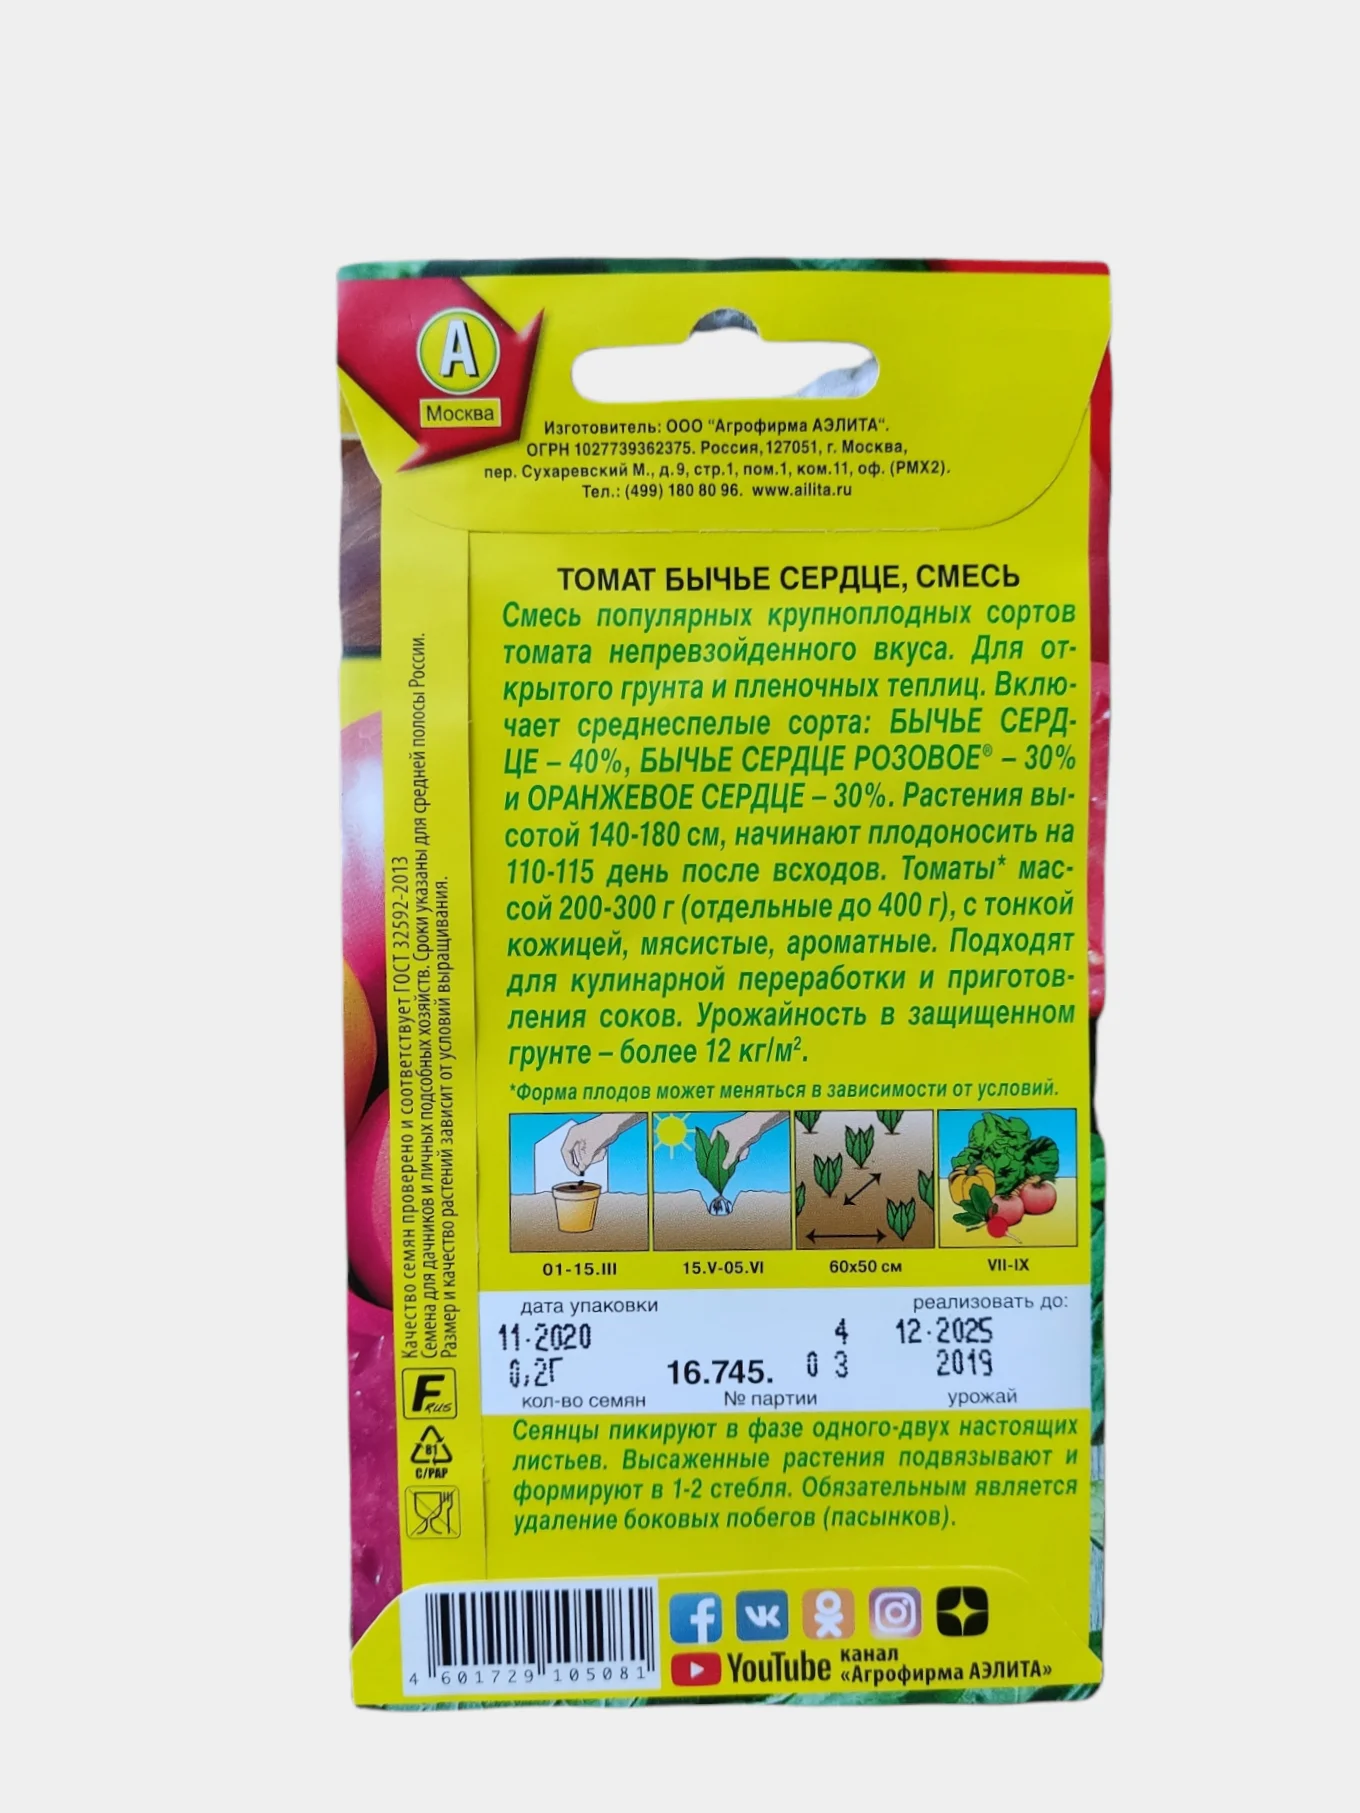 А
Москва
Изготовитель: ООО "Агрофирма АЭЛИТА".
ОГРН 1027739362375. Россия, 127051, г. Москва,
пер. Сухаревский М., д.9, стр.1, пом.1, ком.11, оф. (РМХ2).
Тел.: (499) 180 80 96. www.ailita.ru
ТОМАТ БЫЧЬЕ СЕРДЦЕ, СМЕСЬ
Смесь популярных крупноплодных сортов
томата непревзойденного вкуса. Для от-
крытого грунта и пленочных теплиц. Вклю-
чает среднеспелые сорта: БЫЧЬЕ СЕРД-
ЦЕ – 40%, БЫЧЬЕ СЕРДЦЕ РОЗОВОЕ® – 30%
и ОРАНЖЕВОЕ СЕРДЦЕ – 30%. Растения вы-
сотой 140-180 см, начинают плодоносить на
110-115 день после всходов. Томаты* мас-
сой 200-300 г (отдельные до 400 г), с тонкой
кожицей, мясистые, ароматные. Подходят
для кулинарной переработки и приготов-
ления соков. Урожайность в защищенном
грунте – более 12 кг/м².
*Форма плодов может меняться в зависимости от условий.
01-15.III 15.V-05.VI 60х50 см VII-IX
дата упаковки реализовать до:
11·2020 4 12·2025
0,2Г 16.745. 0 3 2019
кол-во семян № партии урожай
Сеянцы пикируют в фазе одного-двух настоящих
листьев. Высаженные растения подвязывают и
формируют в 1-2 стебля. Обязательным является
удаление боковых побегов (пасынков).
Качество семян проверено и соответствует ГОСТ 32592-2013
Семена для дачников и личных подсобных хозяйств. Сроки указаны для средней полосы России.
Размер и качество растений зависит от условий выращивания.
F RUS
81
C/PAP
4 601729 105081
YouTube канал
«Агрофирма АЭЛИТА»